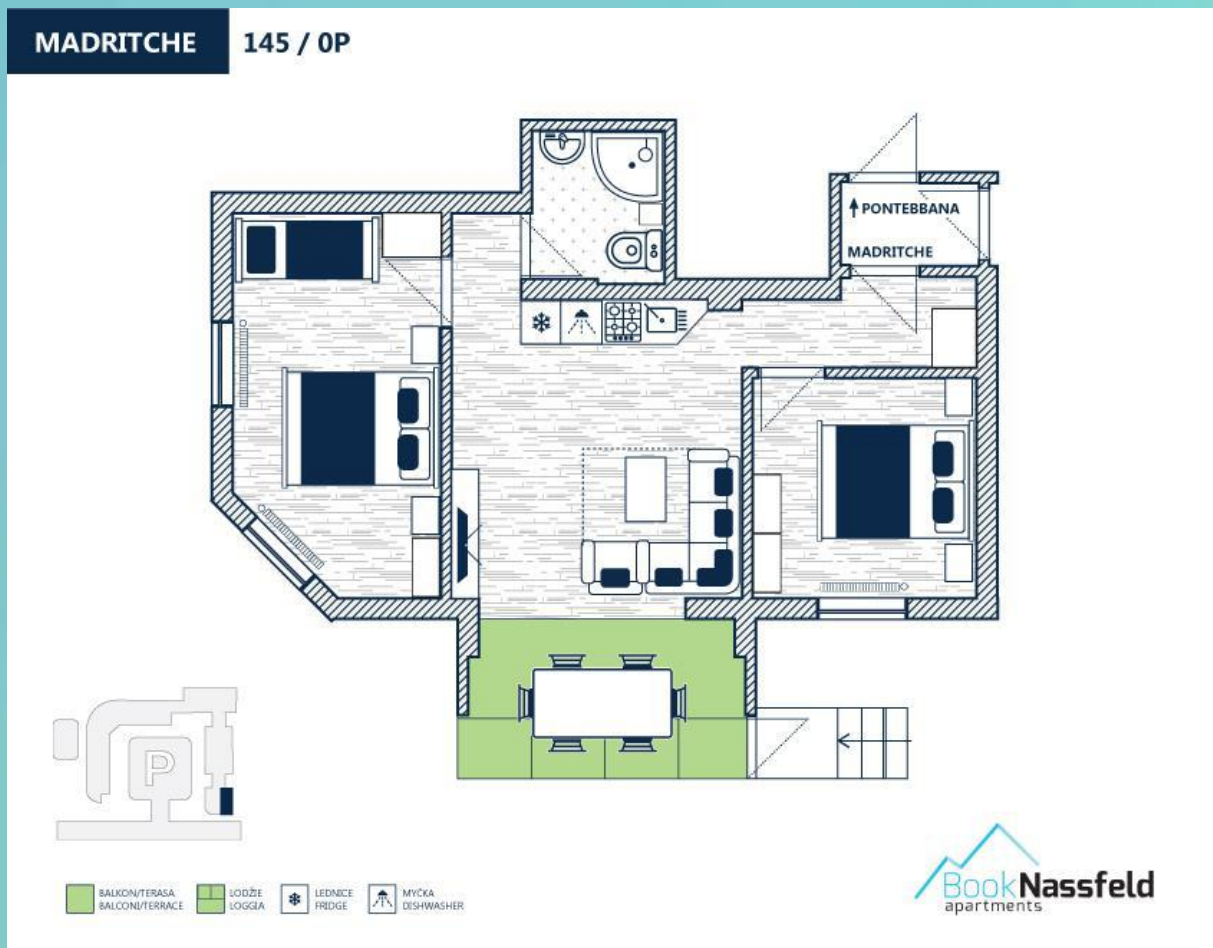 MADRITCHE 145 / 0P
PONTEBBANA
MADRITCHE
P
BALKON/TERASA
BALCONI/TERRACE
LODŽIE
LOGGIA
LEDNICE
FRIDGE
MYČKA
DISHWASHER
BookNassfeld
apartments